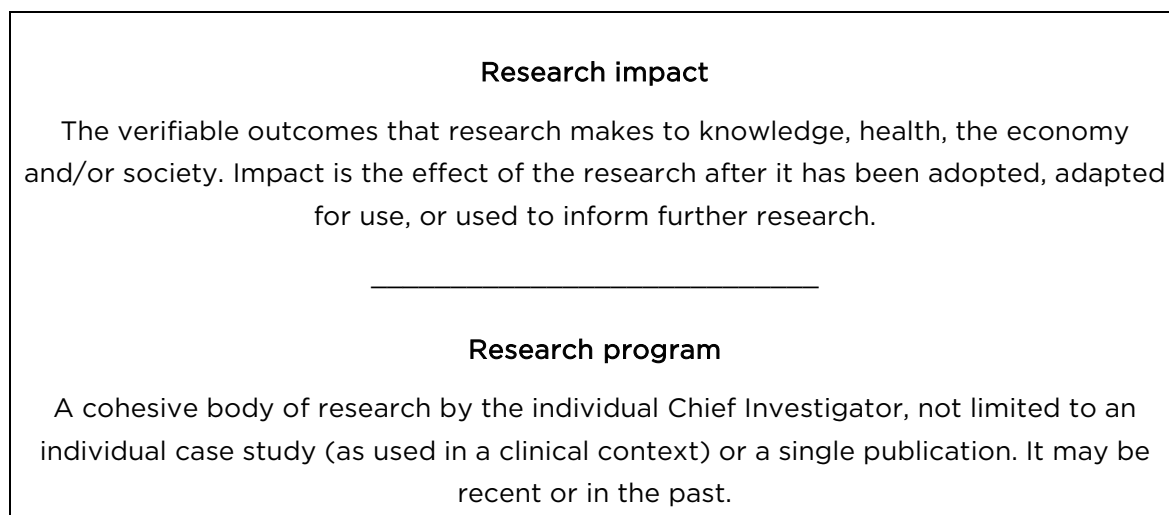 Research impact
The verifiable outcomes that research makes to knowledge, health, the economy
and/or society. Impact is the effect of the research after it has been adopted, adapted
for use, or used to inform further research.
Research program
A cohesive body of research by the individual Chief Investigator, not limited to an
individual case study (as used in a clinical context) or a single publication. It may be
recent or in the past.